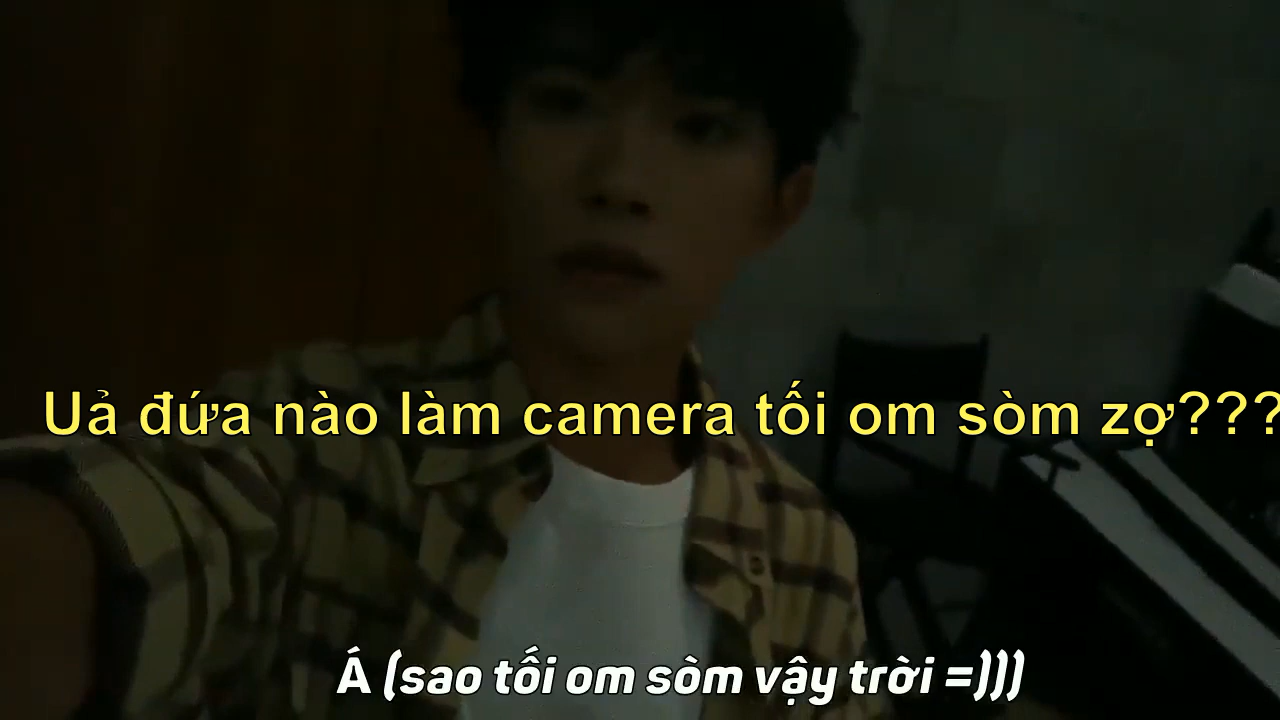 Uả đứa nào làm camera tối om sòm zợ???
Á (sao tối om sòm vậy trời =)))